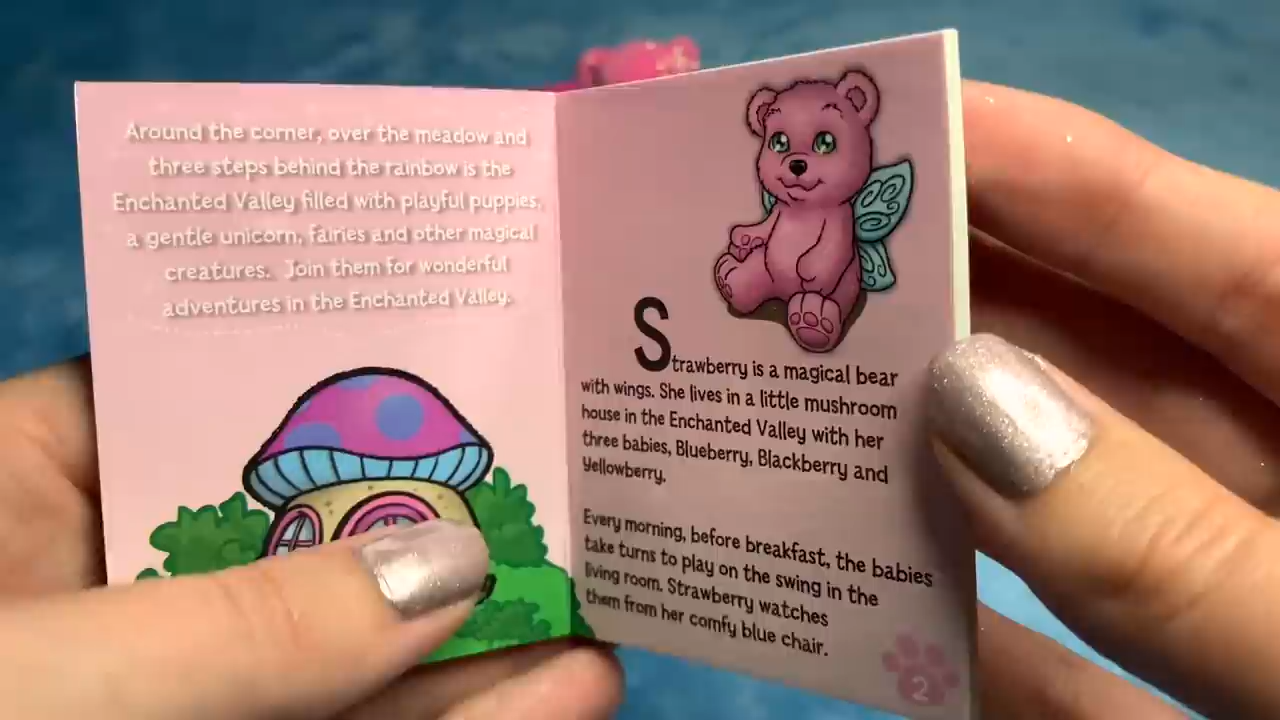 Around the corner, over the meadow and
three steps behind the rainbow is the
Enchanted Valley filled with playful puppies,
a gentle unicorn, fairies and other magical
creatures. Join them for wonderful
adventures in the Enchanted Valley.
Strawberry is a magical bear
with wings. She lives in a little mushroom
house in the Enchanted Valley with her
three babies, Blueberry, Blackberry and
Yellowberry.
Every morning, before breakfast, the babies
take turns to play on the swing in the
living room. Strawberry watches
them from her comfy blue chair.
2